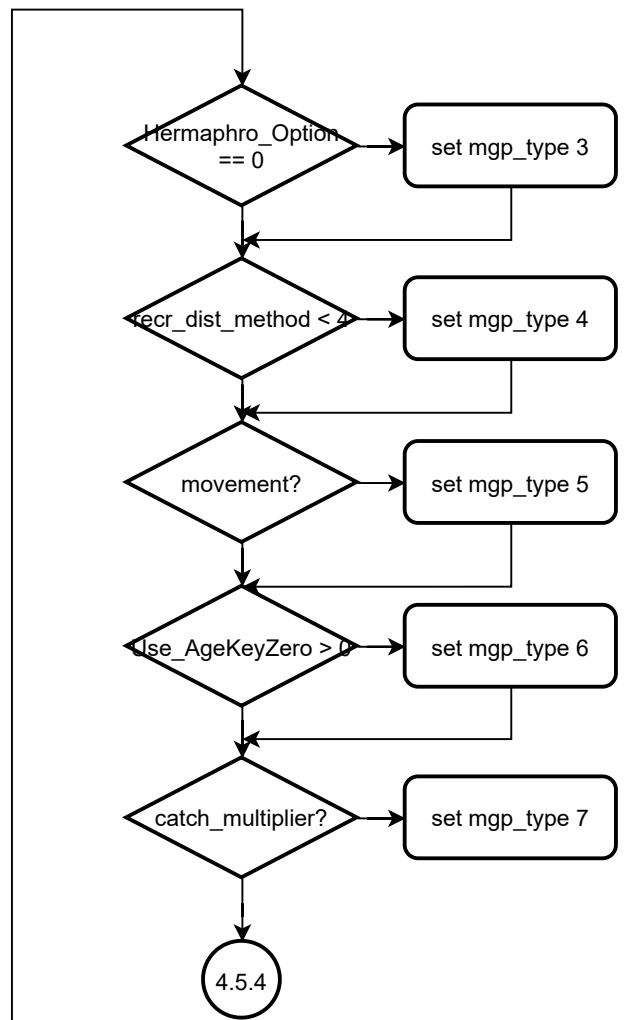 Hermaphro_Option
== 0
set mgp_type 3
recr_dist_method < 4
set mgp_type 4
movement?
set mgp_type 5
Use_AgeKeyZero > 0
set mgp_type 6
catch_multiplier?
set mgp_type 7
4.5.4